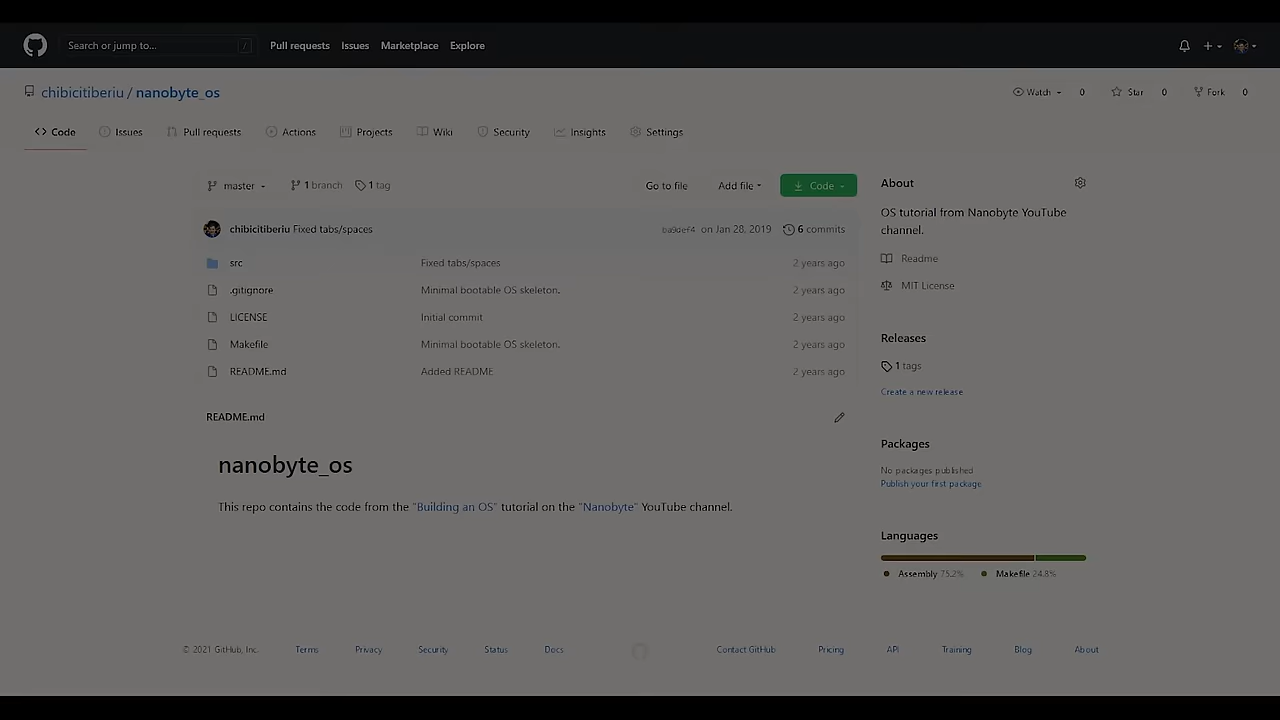 Search or jump to... /
Pull requests Issues Marketplace Explore
chibicitiberiu / nanobyte_os
Watch 0 Star 0 Fork 0
Code Issues Pull requests Actions Projects Wiki Security Insights Settings
master 1 branch 1 tag Go to file Add file Code
chibicitiberiu Fixed tabs/spaces on Jan 28, 2019 6 commits
src Fixed tabs/spaces 2 years ago
.gitignore Minimal bootable OS skeleton. 2 years ago
LICENSE Initial commit 2 years ago
Makefile Minimal bootable OS skeleton. 2 years ago
README.md Added README 2 years ago
README.md
nanobyte_os
This repo contains the code from the "Building an OS" tutorial on the "Nanobyte" YouTube channel.
About
OS tutorial from Nanobyte YouTube
channel.
Readme
MIT License
Releases
1 tags
Create a new release
Packages
No packages published
Publish your first package
Languages
Assembly 75.2% Makefile 24.8%
© 2021 GitHub, Inc. Terms Privacy Security Status Docs Contact GitHub Pricing API Training Blog About